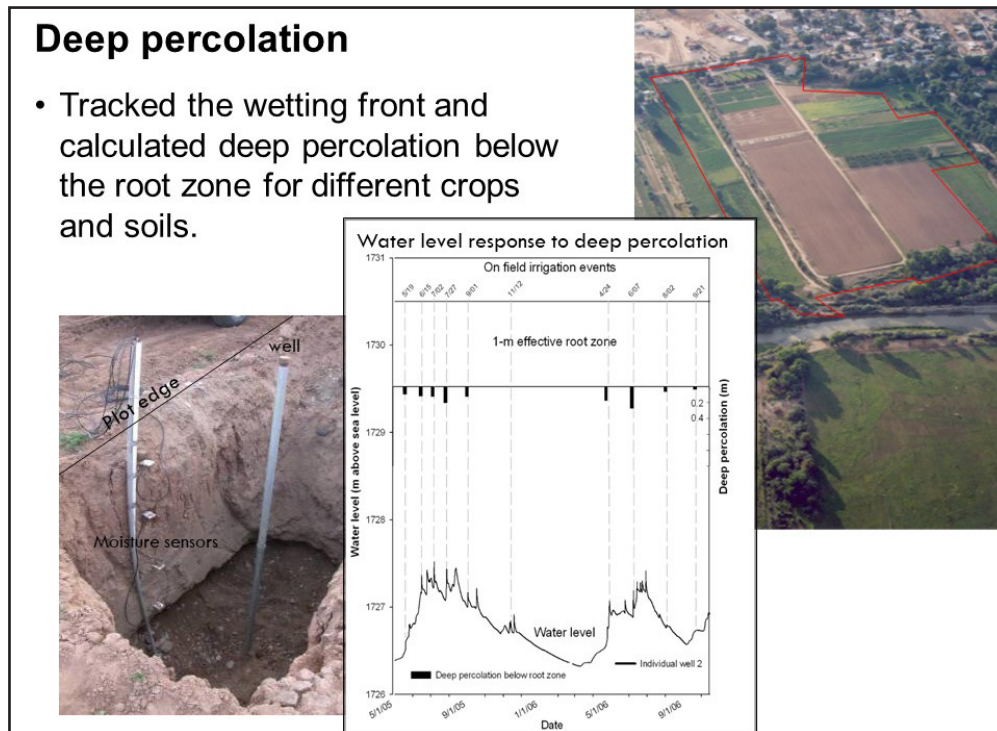 Deep percolation
• Tracked the wetting front and
calculated deep percolation below
the root zone for different crops
and soils.
well
Plot edge
Moisture sensors
Water level response to deep percolation
On field irrigation events
5/19
6/15
7/02
7/27
9/01
11/12
4/24
6/07
8/02
9/21
1-m effective root zone
1731
1730
1729
1728
1727
1726
Water level (m above sea level)
0.2
0.4
Deep percolation (m)
Water level
Deep percolation below root zone
Individual well 2
5/1/05
9/1/05
1/1/06
5/1/06
9/1/06
Date